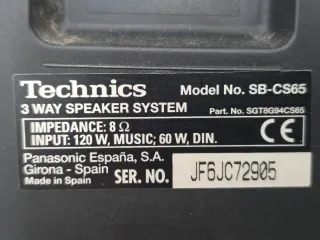 Technics Model No. SB-CS65
3 WAY SPEAKER SYSTEM Part. No. SGT8G94CS65
IMPEDANCE: 8 Ω
INPUT: 120 W, MUSIC; 60 W, DIN. CE
Panasonic España, S.A.
Girona - Spain
Made in Spain SER. NO. JF6JC72905